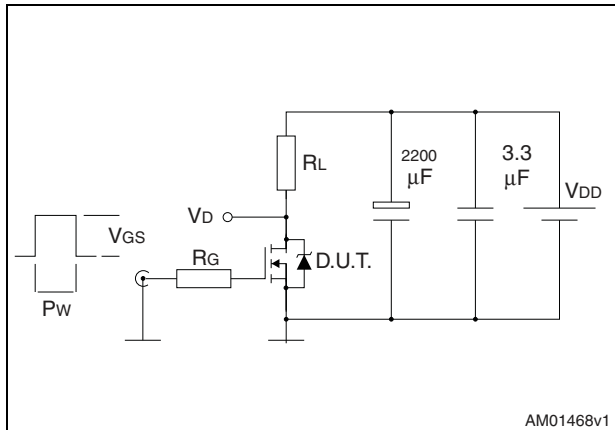 RL
2200
μF
3.3
μF
VDD
VD
VGS
RG
D.U.T.
PW
AM01468v1